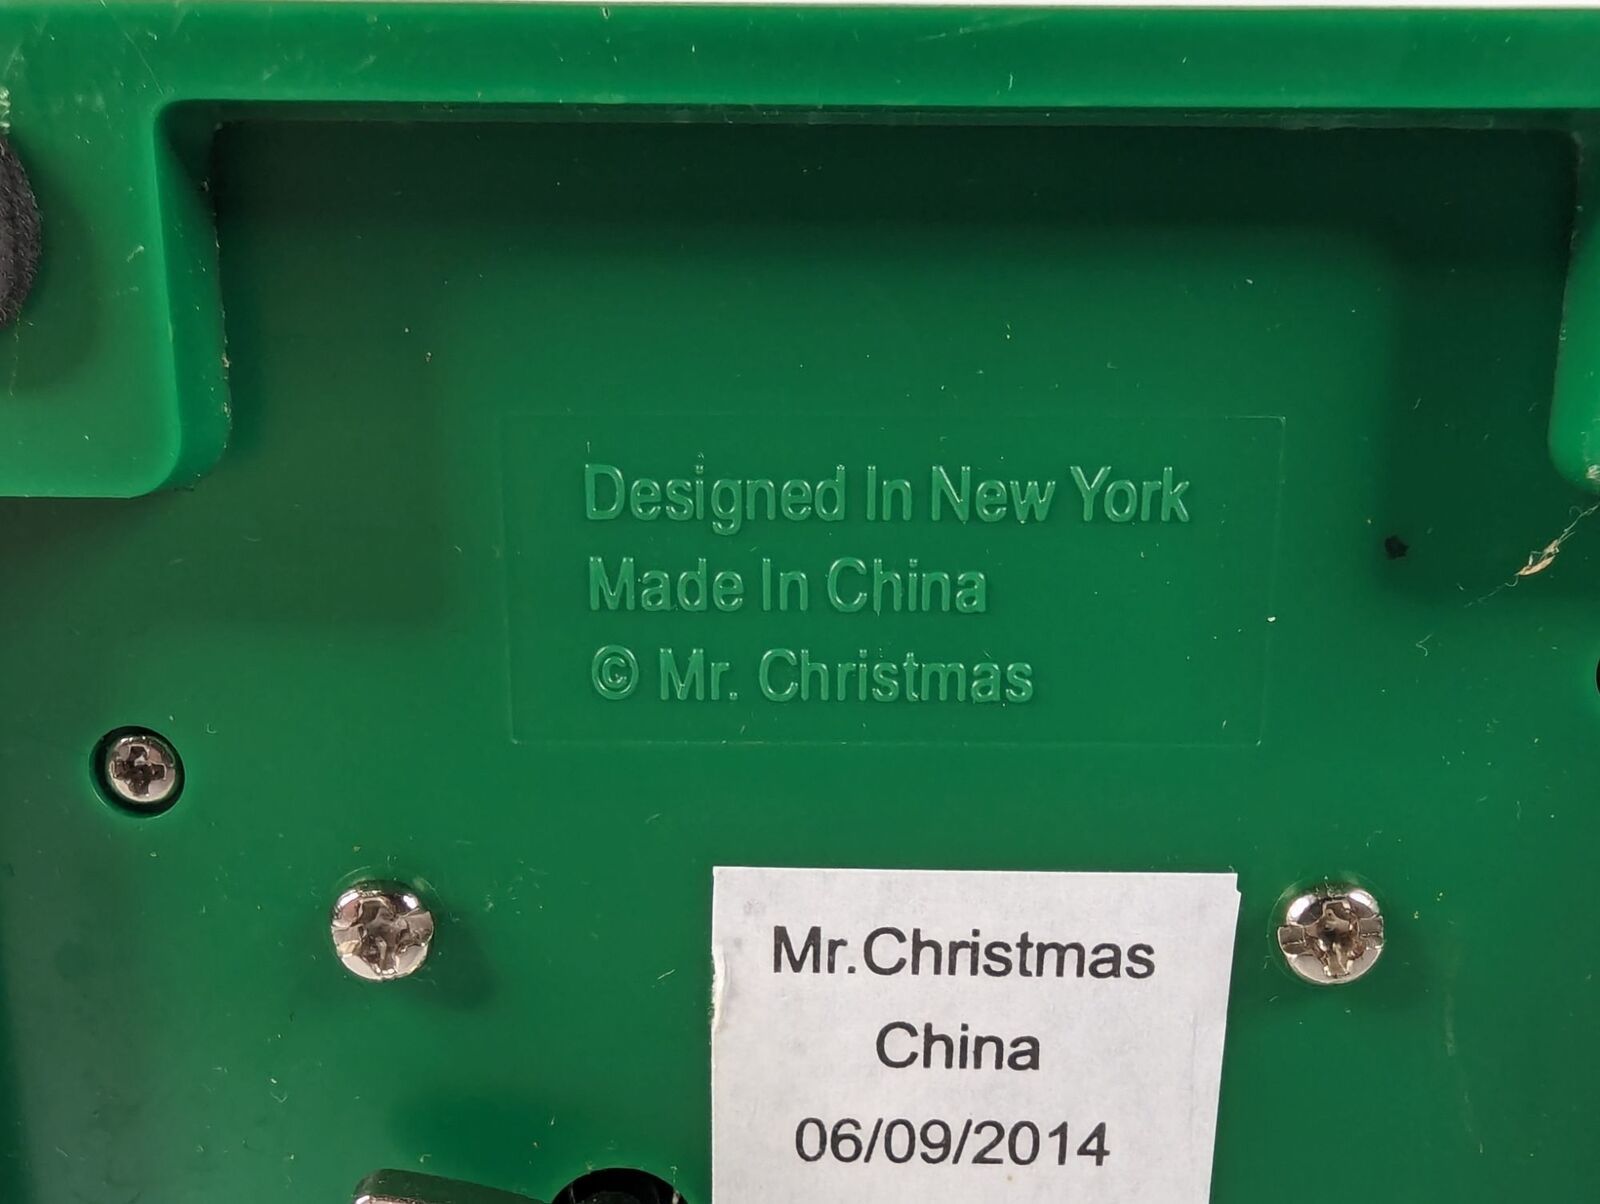 Designed In New York
Made In China
© Mr. Christmas
Mr.Christmas
China
06/09/2014